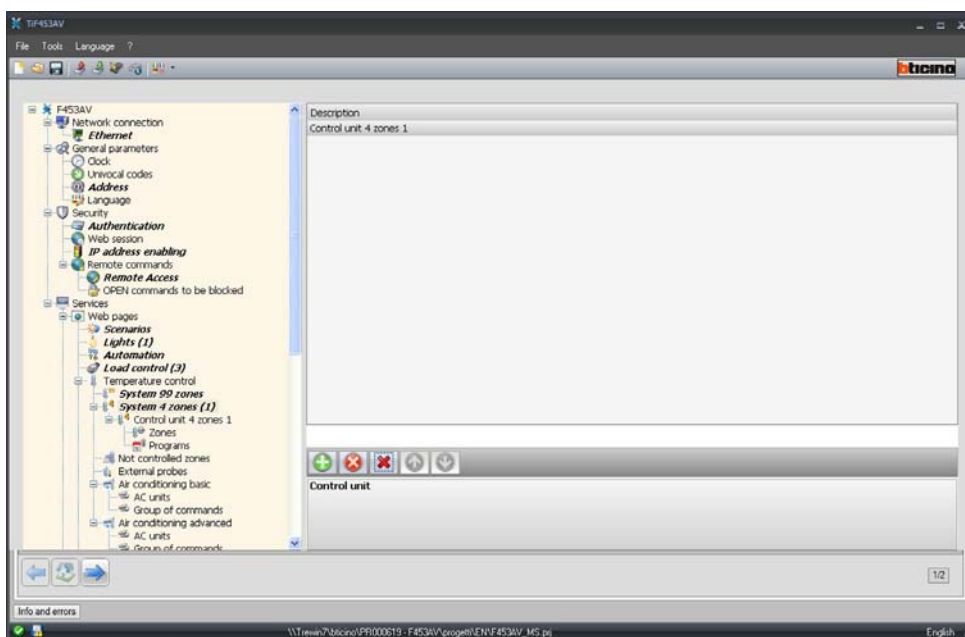 TiF453AV
File Tools Language ?
bticino
F453AV
Network connection
Ethernet
General parameters
Clock
Univocal codes
Address
Language
Security
Authentication
Web session
IP address enabling
Remote commands
Remote Access
OPEN commands to be blocked
Services
Web pages
Scenarios
Lights (1)
Automation
Load control (3)
Temperature control
System 99 zones
System 4 zones (1)
Control unit 4 zones 1
Zones
Programs
Not controlled zones
External probes
Air conditioning basic
AC units
Group of commands
Air conditioning advanced
AC units
Group of commands
Description
Control unit 4 zones 1
Control unit
1/2
Info and errors
\\Trewin7\bticino\PR000619 - F453AV\progetti\EN\F453AV_MS.prj
English